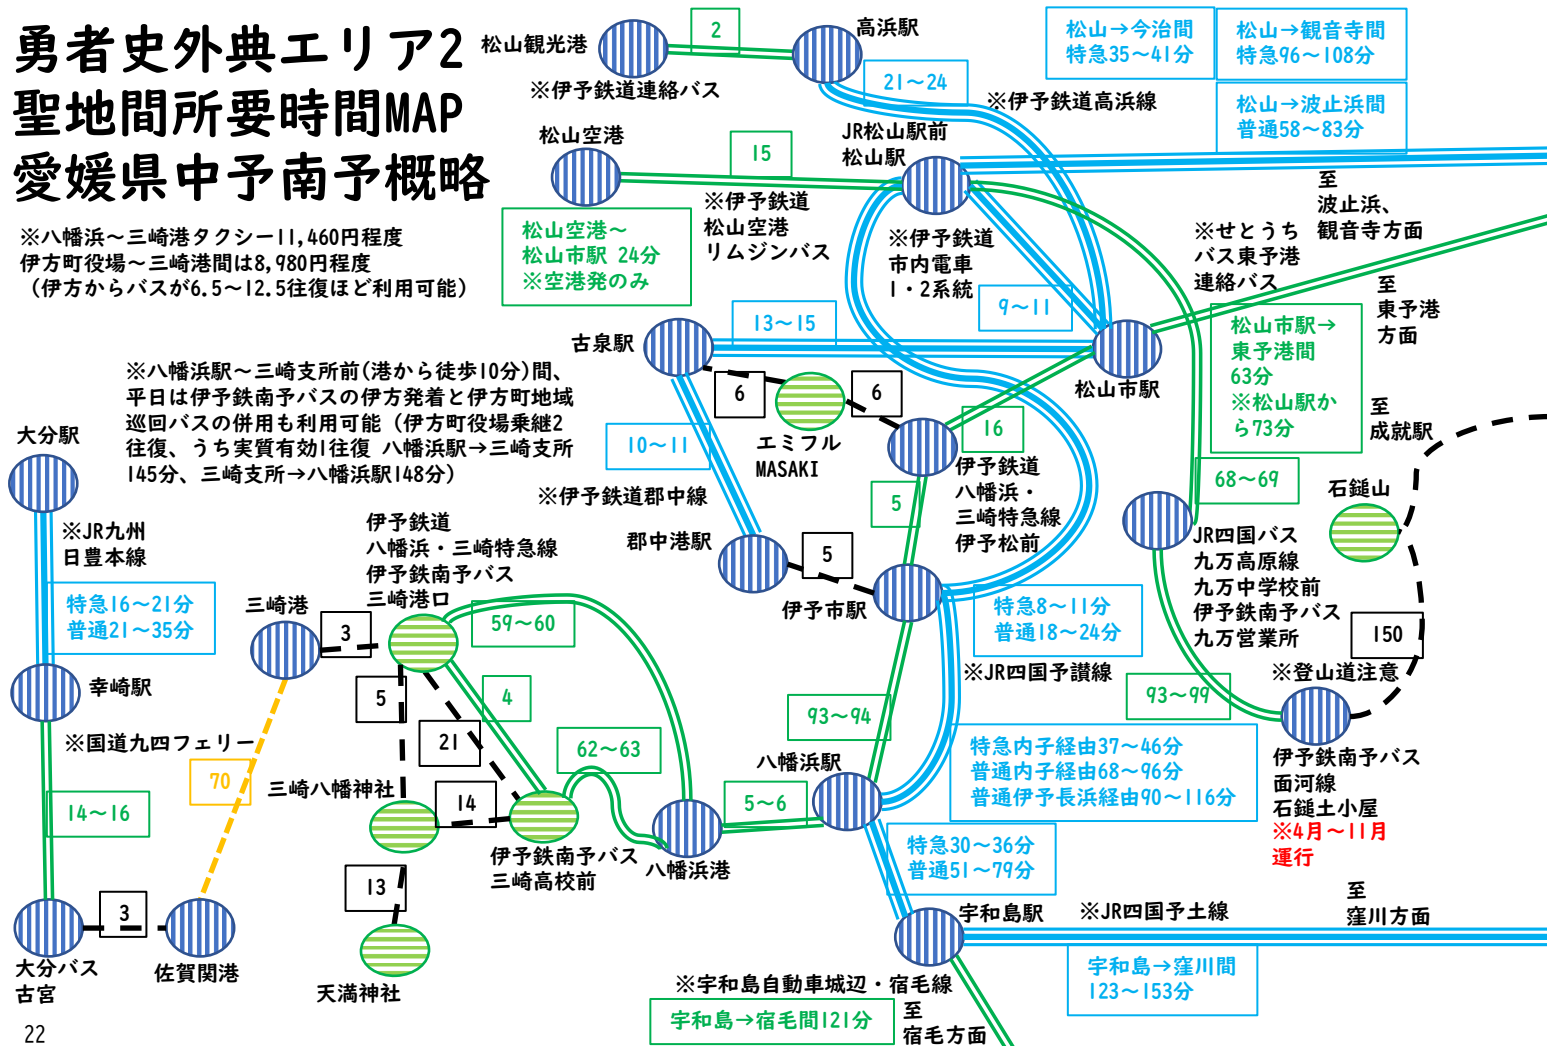 勇者史外典エリア2
聖地間所要時間MAP
愛媛県中予南予概略
※八幡浜～三崎港タクシー11,460円程度
伊方町役場～三崎港間は8,980円程度
（伊方からバスが6.5～12.5往復ほど利用可能）
松山観光港
2
高浜駅
※伊予鉄道連絡バス
21～24
※伊予鉄道高浜線
松山→今治間
特急35～41分
松山→観音寺間
特急96～108分
松山→波止浜間
普通58～83分
松山空港
15
JR松山駅前
松山駅
※伊予鉄道
松山空港
リムジンバス
松山空港～
松山市駅 24分
※空港発のみ
※伊予鉄道
市内電車
1・2系統
9～11
至
波止浜、
観音寺方面
※せとうち
バス東予港
連絡バス
至
東予港
方面
松山市駅→
東予港間
63分
※松山駅か
ら73分
古泉駅
13～15
松山市駅
6
6
エミフル
MASAKI
16
10～11
※伊予鉄道郡中線
郡中港駅
5
伊予市駅
5
伊予鉄道
八幡浜・
三崎特急線
伊予松前
至
成就駅
68～69
石鎚山
※八幡浜駅～三崎支所前(港から徒歩10分)間、
平日は伊予鉄南予バスの伊方発着と伊方町地域
巡回バスの併用も利用可能（伊方町役場乗継2
往復、うち実質有効1往復 八幡浜駅→三崎支所
145分、三崎支所→八幡浜駅148分）
大分駅
※JR九州
日豊本線
特急16～21分
普通21～35分
幸崎駅
※国道九四フェリー
70
14～16
大分バス
古宮
3
佐賀関港
三崎港
3
伊予鉄道
八幡浜・三崎特急線
伊予鉄南予バス
三崎港口
59～60
5
4
21
62～63
三崎八幡神社
14
13
天満神社
伊予鉄南予バス
三崎高校前
八幡浜港
5～6
八幡浜駅
93～94
特急8～11分
普通18～24分
※JR四国予讃線
特急内子経由37～46分
普通内子経由68～96分
普通伊予長浜経由90～116分
特急30～36分
普通51～79分
JR四国バス
久万高原線
久万中学校前
伊予鉄南予バス
久万営業所
150
※登山道注意
93～99
伊予鉄南予バス
面河線
石鎚土小屋
※4月～11月
運行
宇和島駅
※JR四国予土線
至
窪川方面
宇和島→窪川間
123～153分
※宇和島自動車城辺・宿毛線
宇和島→宿毛間121分
至
宿毛方面
22